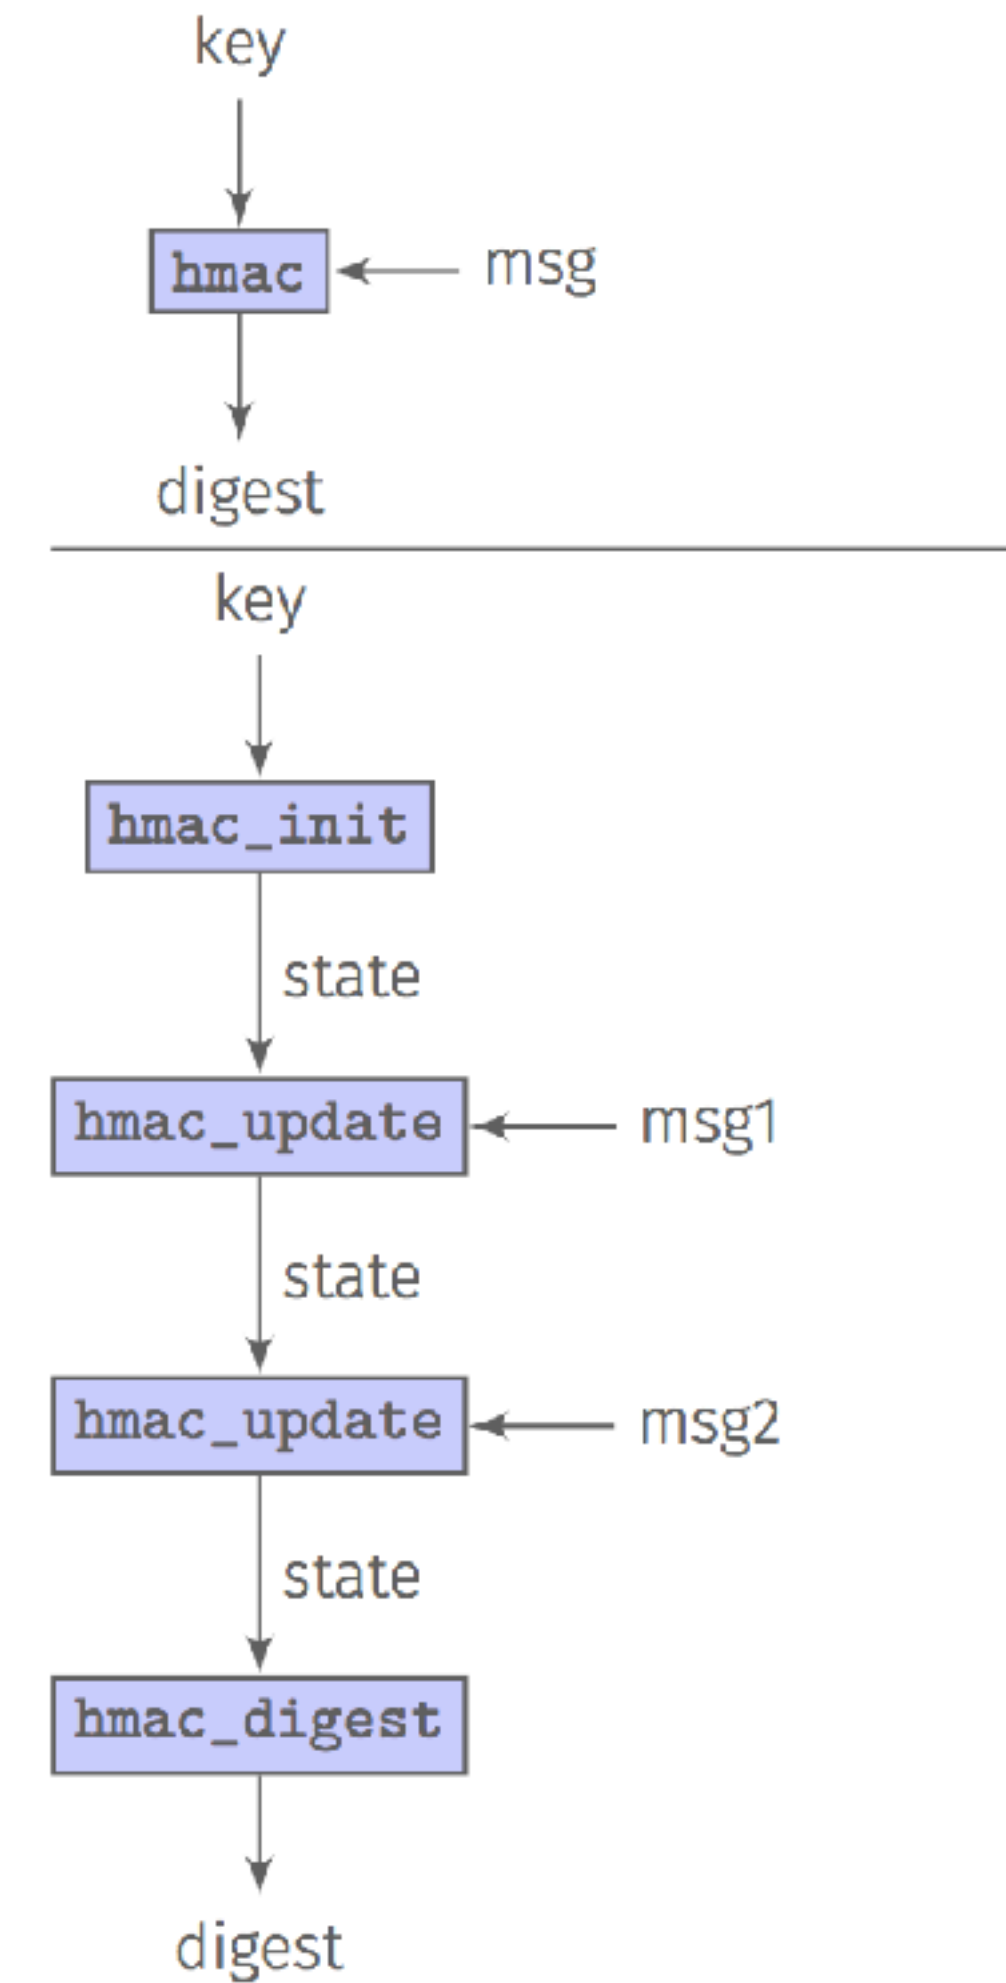 key
hmac msg
digest
key
hmac_init
state
hmac_update msg1
state
hmac_update msg2
state
hmac_digest
digest